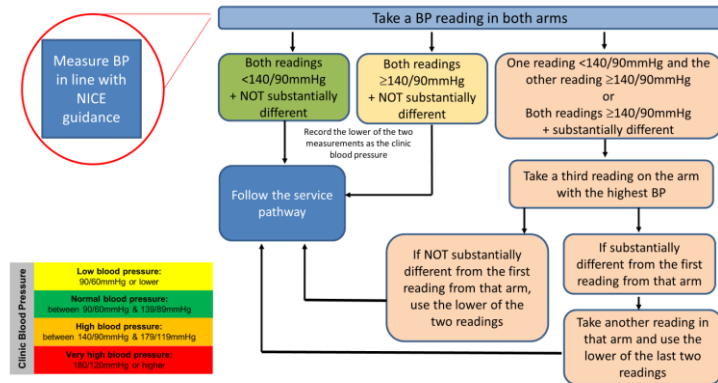 Take a BP reading in both arms
Measure BP
in line with
NICE
guidance
Both readings
<140/90mmHg
+ NOT substantially
different
Both readings
≥140/90mmHg
+ NOT substantially
different
One reading <140/90mmHg and the
other reading ≥140/90mmHg
or
Both readings ≥140/90mmHg
+ substantially different
Record the lower of the two
measurements as the clinic
blood pressure
Follow the service
pathway
Take a third reading on the arm
with the highest BP
If NOT substantially
different from the first
reading from that arm,
use the lower of the
two readings
If substantially
different from the first
reading from that arm
Take another reading in
that arm and use the
lower of the last two
readings
Clinic Blood Pressure
Low blood pressure:
90/60mmHg or lower
Normal blood pressure:
between 90/60mmHg & 139/89mmHg
High blood pressure:
between 140/90mmHg & 179/119mmHg
Very high blood pressure:
180/120mmHg or higher